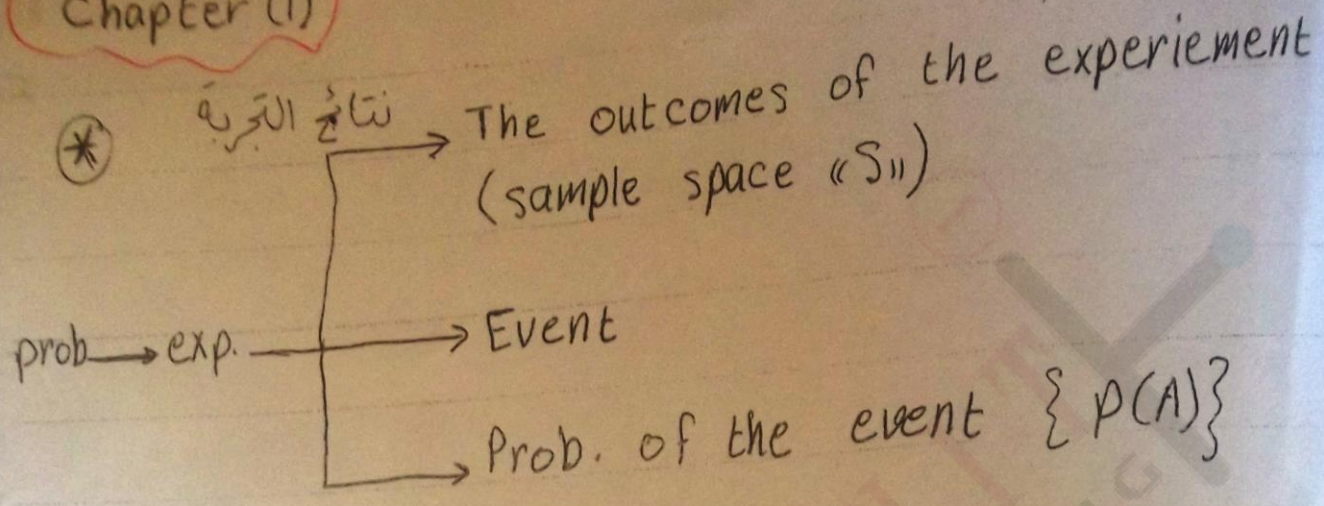 Chapter (1)
* نتائج التجربة
The outcomes of the experiement
(sample space «S»)
prob → exp. → Event
Prob. of the event { P(A)}